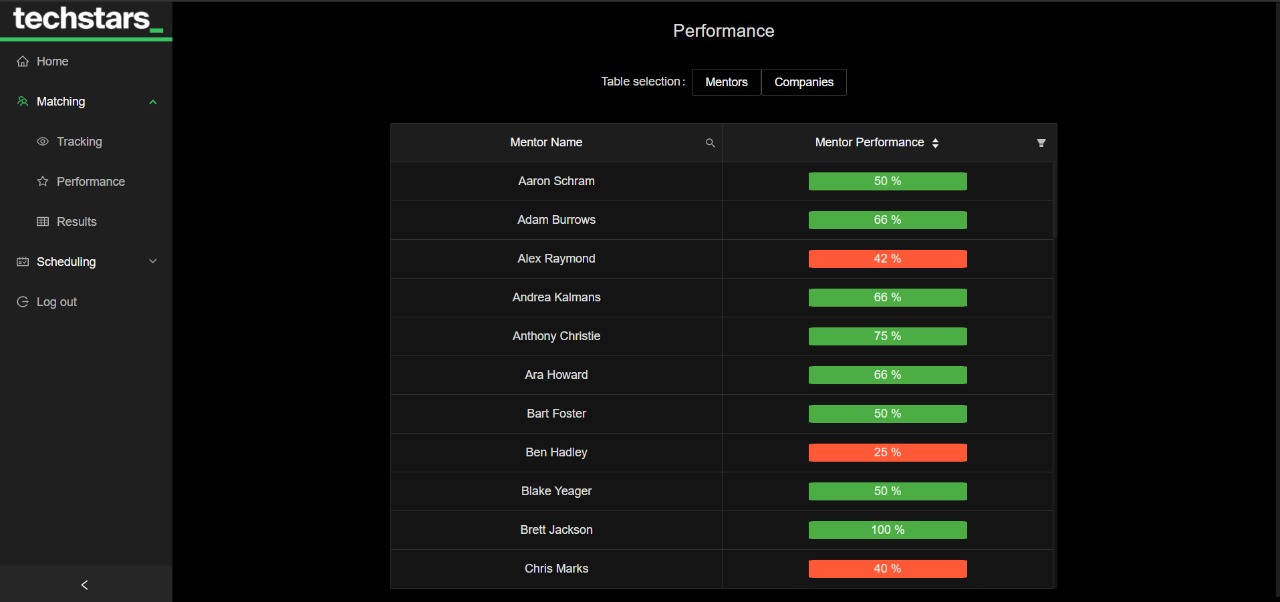 techstars_
Home
Matching
Tracking
Performance
Results
Scheduling
Log out
Performance
Table selection: Mentors Companies
Mentor Name Mentor Performance
Aaron Schram 50 %
Adam Burrows 66 %
Alex Raymond 42 %
Andrea Kalmans 66 %
Anthony Christie 75 %
Ara Howard 66 %
Bart Foster 50 %
Ben Hadley 25 %
Blake Yeager 50 %
Brett Jackson 100 %
Chris Marks 40 %